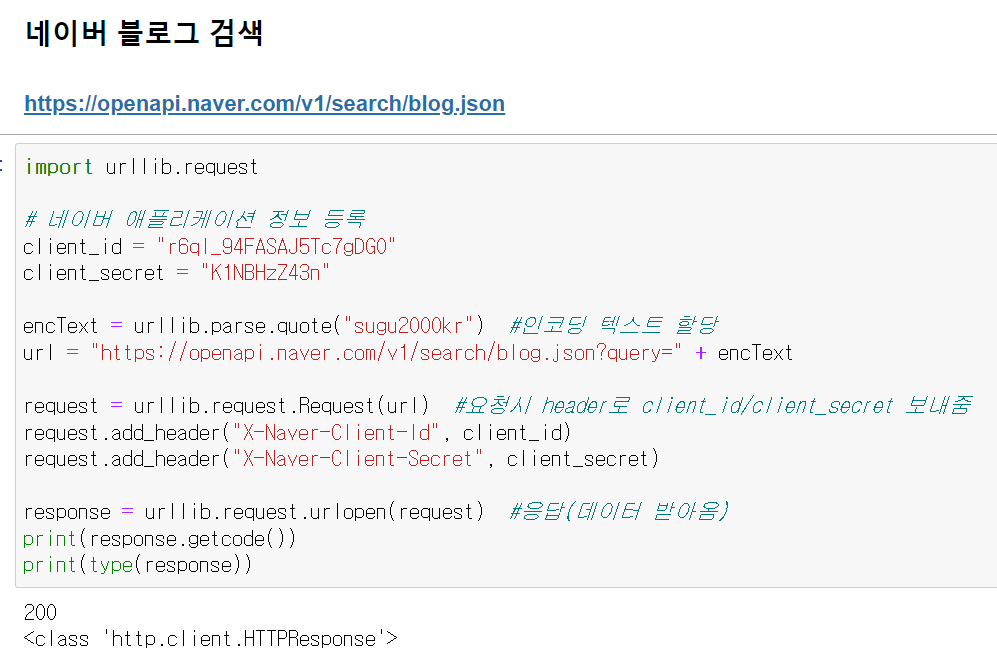 네이버 블로그 검색
https://openapi.naver.com/v1/search/blog.json
import urllib.request
# 네이버 애플리케이션 정보 등록
client_id = "r6ql_94FASAJ5Tc7gDG0"
client_secret = "K1NBHzZ43n"
encText = urllib.parse.quote("sugu2000kr")  #인코딩 텍스트 할당
url = "https://openapi.naver.com/v1/search/blog.json?query=" + encText
request = urllib.request.Request(url)  #요청시 header로 client_id/client_secret 보내줌
request.add_header("X-Naver-Client-Id", client_id)
request.add_header("X-Naver-Client-Secret", client_secret)
response = urllib.request.urlopen(request)  #응답(데이터 받아옴)
print(response.getcode())
print(type(response))
200
<class 'http.client.HTTPResponse'>